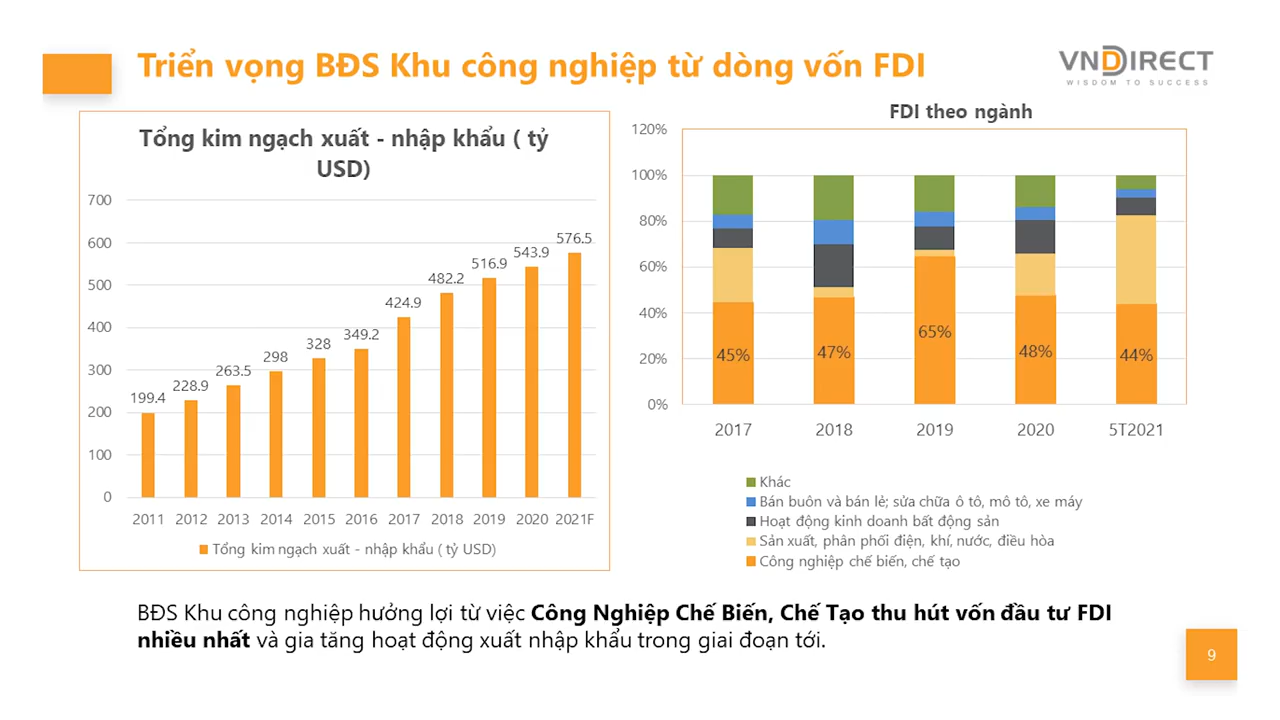 Triển vọng BĐS Khu công nghiệp từ dòng vốn FDI
VNDIRECT
WISDOM TO SUCCESS
Tổng kim ngạch xuất - nhập khẩu ( tỷ
USD)
700
600
500
400
300
200
100
0
199.4
228.9
263.5
298
328
349.2
424.9
482.2
516.9
543.9
576.5
2011 2012 2013 2014 2015 2016 2017 2018 2019 2020 2021F
Tổng kim ngạch xuất - nhập khẩu ( tỷ USD)
FDI theo ngành
120%
100%
80%
60%
40%
20%
0%
45%
47%
65%
48%
44%
2017 2018 2019 2020 5T2021
Khác
Bán buôn và bán lẻ; sửa chữa ô tô, mô tô, xe máy
Hoạt động kinh doanh bất động sản
Sản xuất, phân phối điện, khí, nước, điều hòa
Công nghiệp chế biến, chế tạo
BĐS Khu công nghiệp hưởng lợi từ việc Công Nghiệp Chế Biến, Chế Tạo thu hút vốn đầu tư FDI
nhiều nhất và gia tăng hoạt động xuất nhập khẩu trong giai đoạn tới.
9